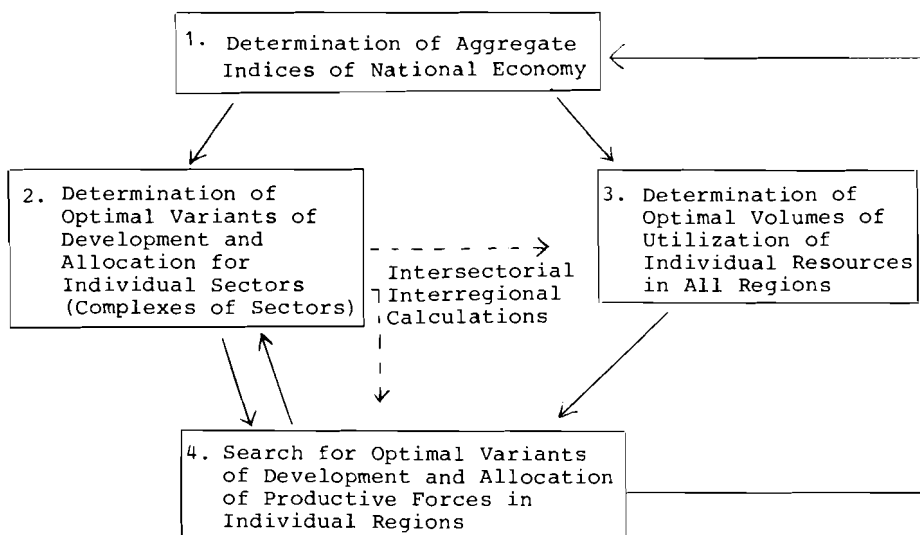 1. Determination of Aggregate
Indices of National Economy
2. Determination of
Optimal Variants of
Development and
Allocation for
Individual Sectors
(Complexes of Sectors)
Intersectorial
Interregional
Calculations
3. Determination of
Optimal Volumes of
Utilization of
Individual Resources
in All Regions
4. Search for Optimal Variants
of Development and Allocation
of Productive Forces in
Individual Regions